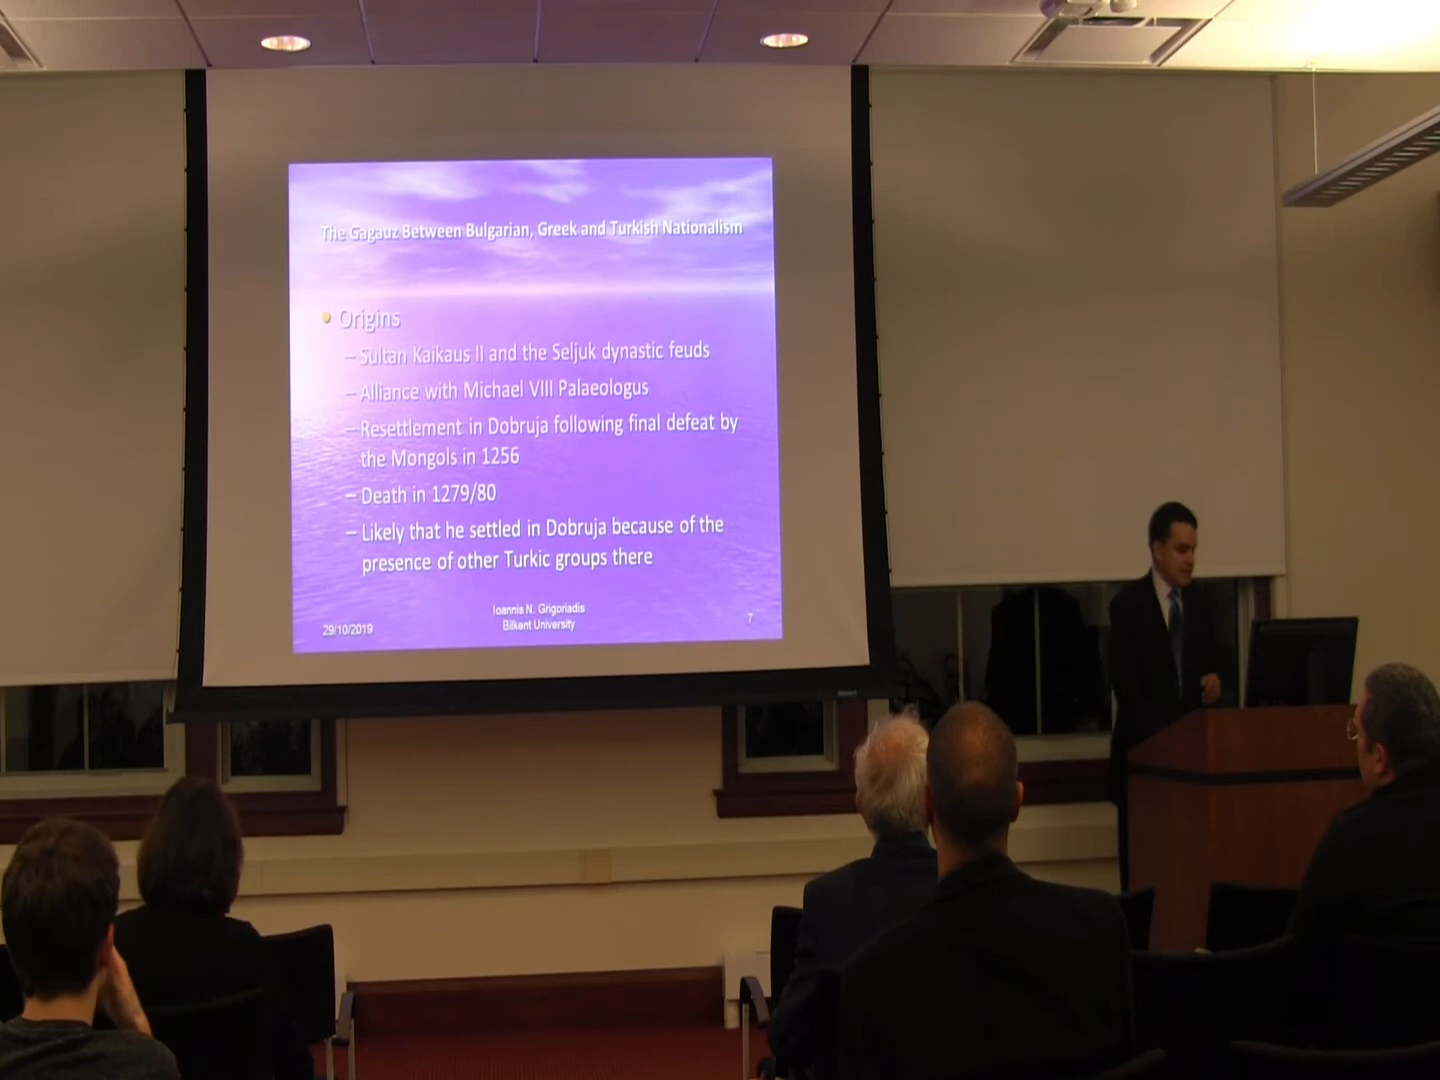 The Gagauz Between Bulgarian, Greek and Turkish Nationalism
• Origins
– Sultan Kaikaus II and the Seljuk dynastic feuds
– Alliance with Michael VIII Palaeologus
– Resettlement in Dobruja following final defeat by
the Mongols in 1256
– Death in 1279/80
– Likely that he settled in Dobruja because of the
presence of other Turkic groups there
29/10/2019
Ioannis N. Grigoriadis
Bilkent University
7